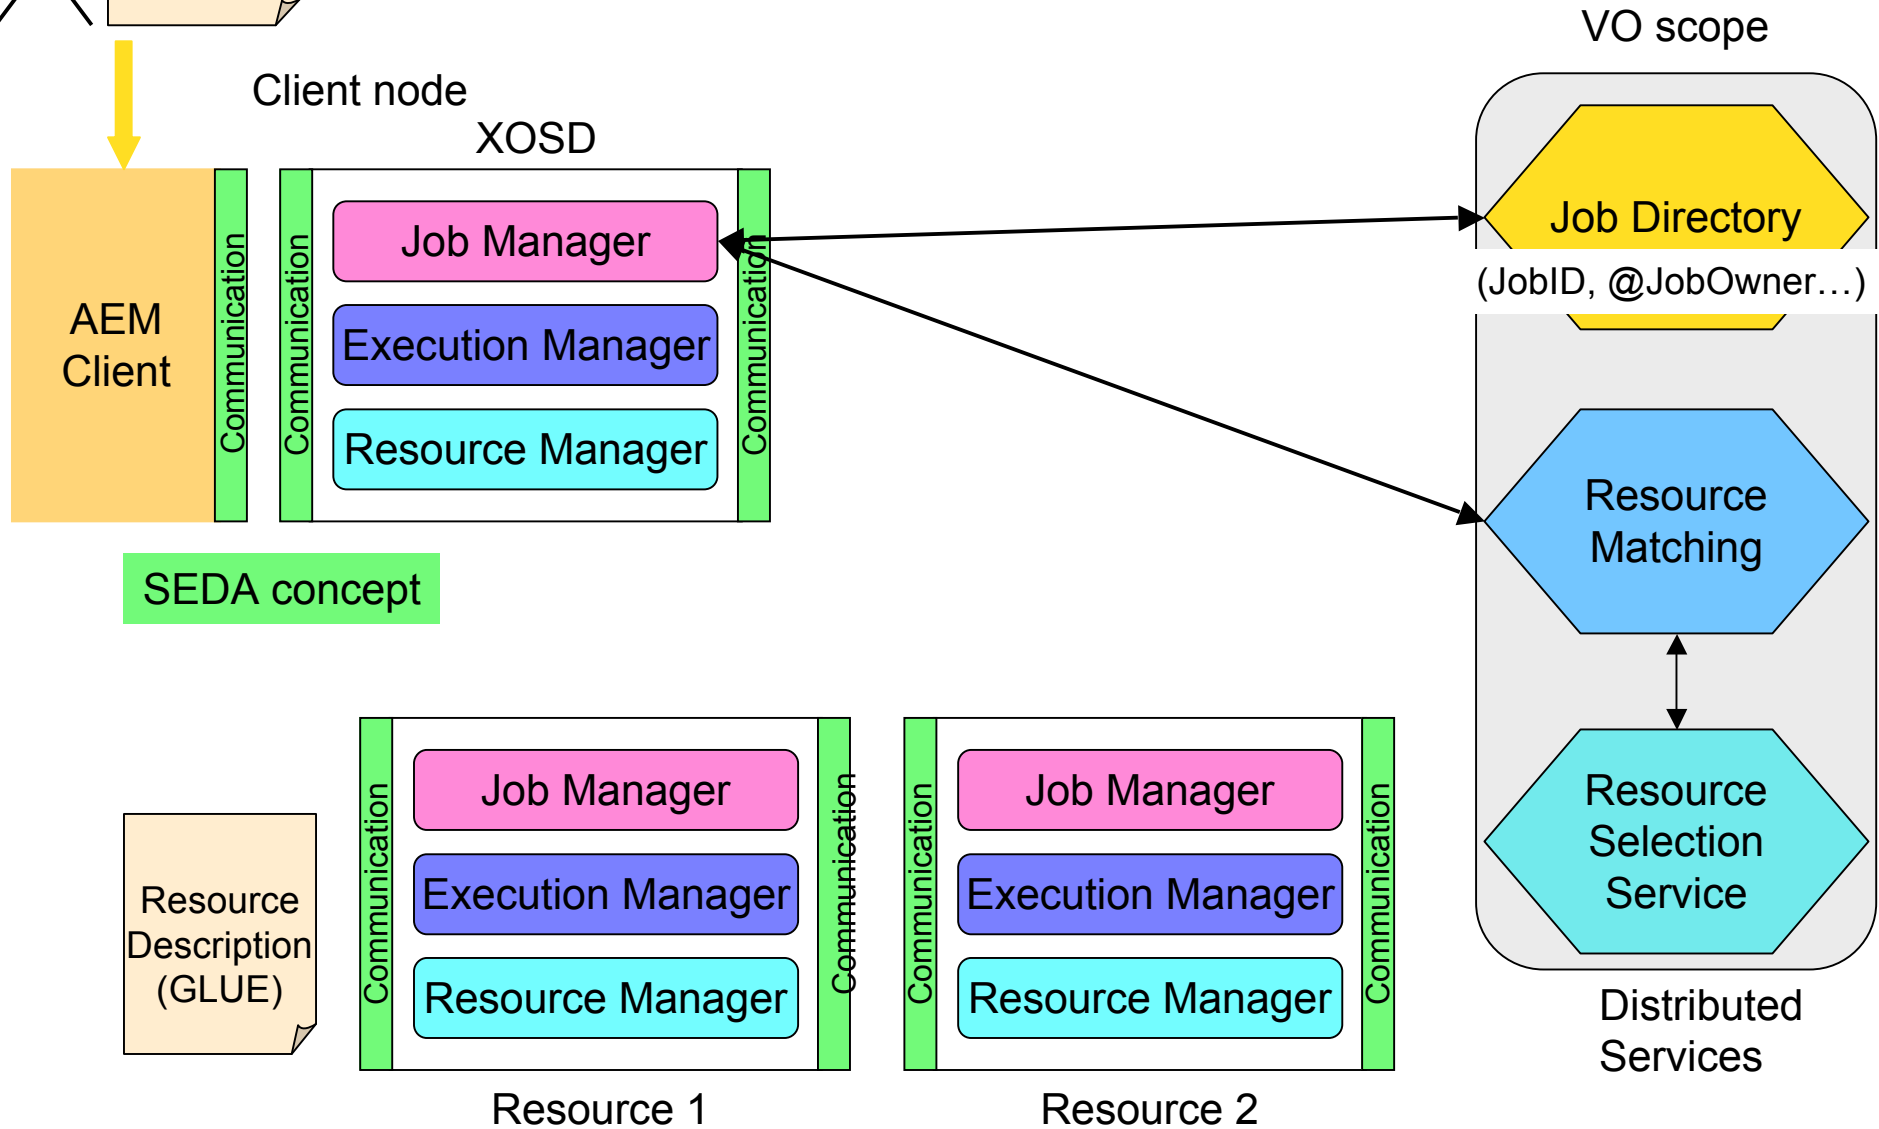 VO scope
Client node
XOSD
AEM
Client
Communication
Communication
Job Manager
Execution Manager
Resource Manager
Communication
Job Directory
(JobID, @JobOwner…)
Resource
Matching
Resource
Selection
Service
Distributed
Services
SEDA concept
Resource
Description
(GLUE)
Communication
Job Manager
Execution Manager
Resource Manager
Communication
Resource 1
Communication
Job Manager
Execution Manager
Resource Manager
Communication
Resource 2